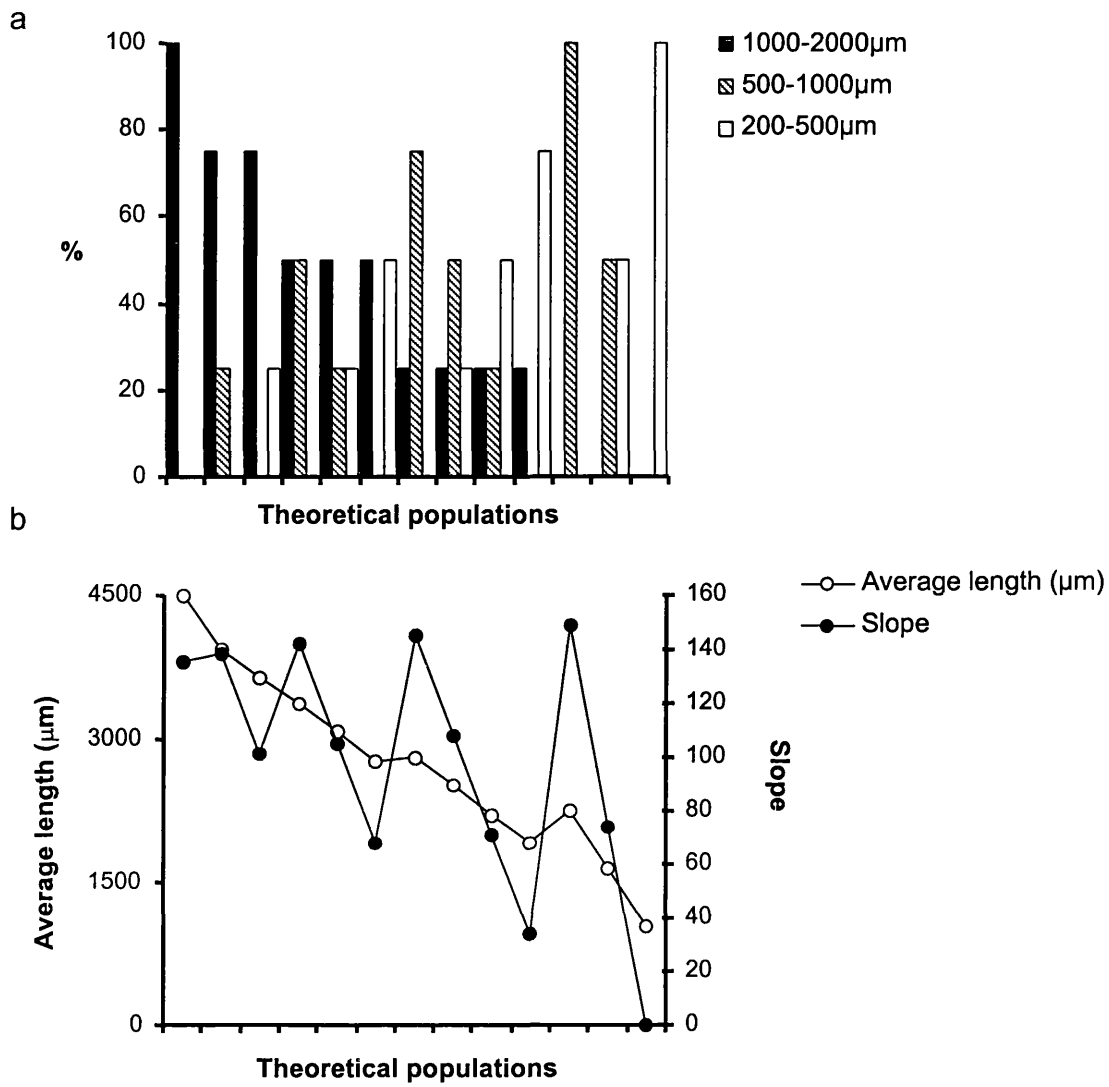 a
100
80
60
40
20
0
%
Theoretical populations
1000-2000µm
500-1000µm
200-500µm
b
4500
3000
1500
0
Average length (µm)
160
140
120
100
80
60
40
20
0
Slope
Theoretical populations
Average length (µm)
Slope